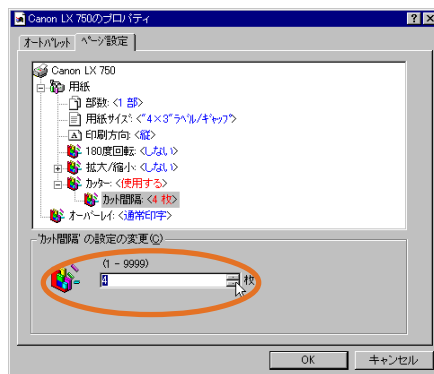 Canon LX 750のプロパティ
オートパレット ページ設定
Canon LX 750
用紙
部数: <1 部>
用紙サイズ: <"4×3"ラベル/ギャップ>
印刷方向: <縦>
180度回転: <しない>
拡大/縮小: <しない>
カッター: <使用する>
カット間隔: <4 枚>
オーバーレイ: <通常印字>
'カット間隔' の設定の変更(C)
(1 - 9999)
4 枚
OK キャンセル